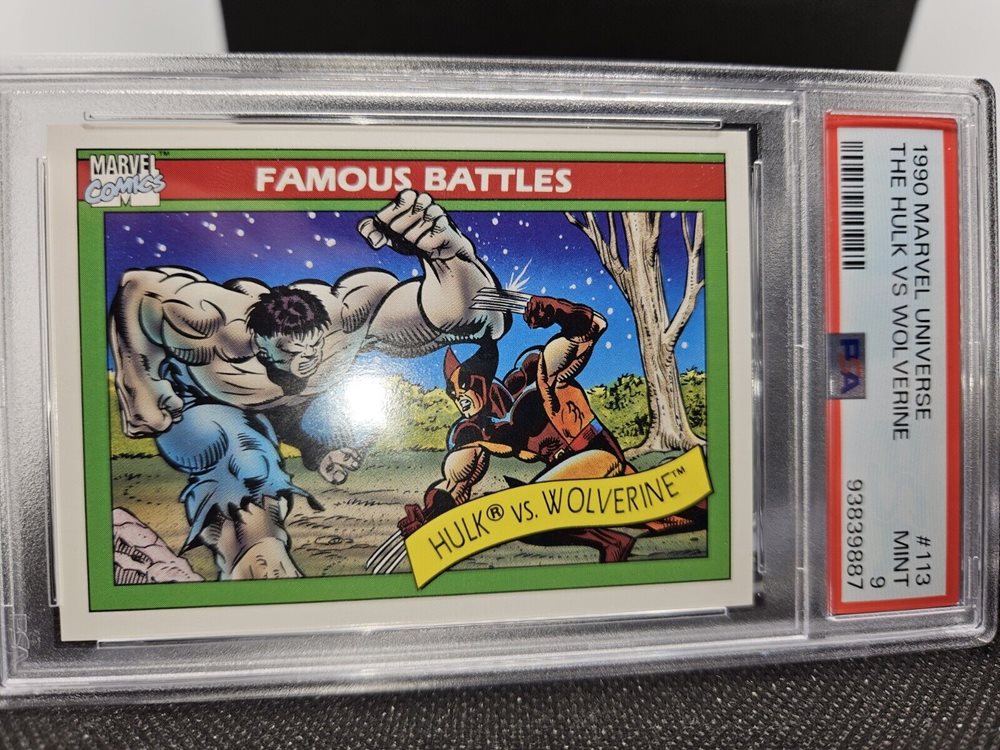 MARVEL
COMICS
™
FAMOUS BATTLES
HULK® VS. WOLVERINE™
1990 MARVEL UNIVERSE
#113
THE HULK VS WOLVERINE
MINT
9
PSA
93839887